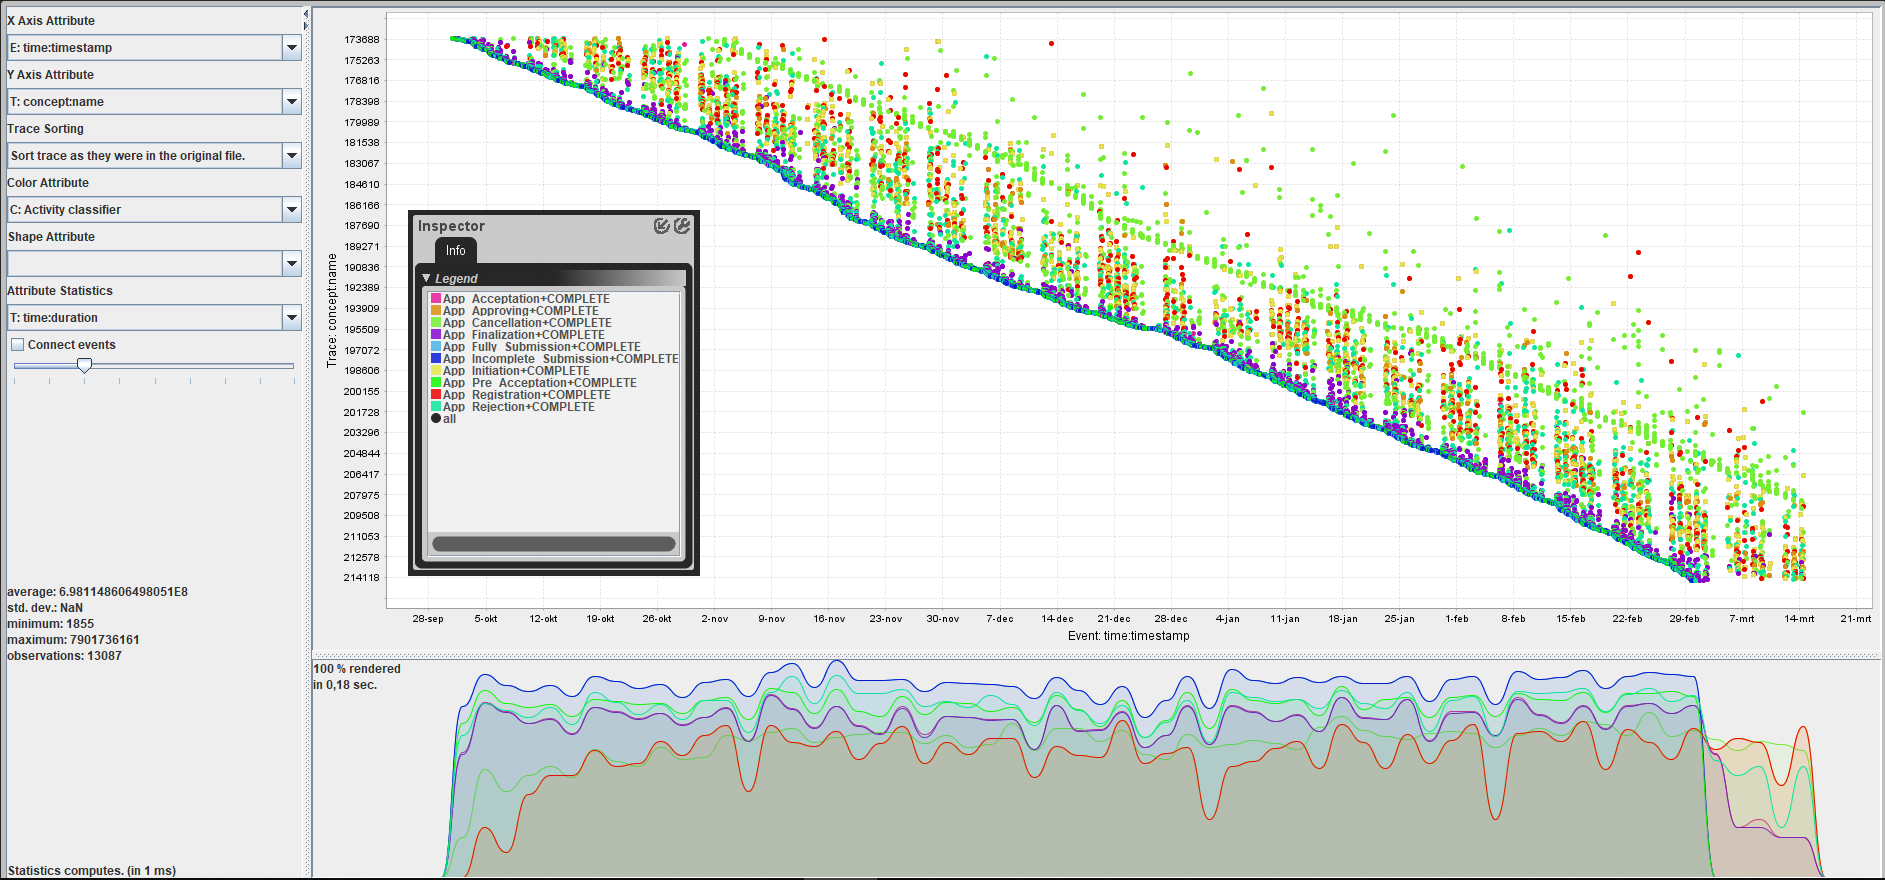 X Axis Attribute
E: time:timestamp
Y Axis Attribute
T: concept:name
Trace Sorting
Sort trace as they were in the original file.
Color Attribute
C: Activity classifier
Shape Attribute
Attribute Statistics
T: time:duration
Connect events
average: 6.981148606498051E8
std. dev.: NaN
minimum: 1855
maximum: 7901736161
observations: 13087
Statistics computes. (in 1 ms)
Trace: concept:name
173688
175263
176816
178398
179989
181538
183067
184610
186166
187690
189271
190836
192389
193909
195509
197072
198606
200155
201728
203296
204844
206417
207975
209508
211053
212578
214118
Inspector
Info
Legend
App Acceptation+COMPLETE
App Approving+COMPLETE
App Cancellation+COMPLETE
App Finalization+COMPLETE
App Fully Submission+COMPLETE
App Incomplete Submission+COMPLETE
App Initiation+COMPLETE
App Pre Acceptation+COMPLETE
App Registration+COMPLETE
App Rejection+COMPLETE
all
28-sep 5-okt 12-okt 19-okt 26-okt 2-nov 9-nov 16-nov 23-nov 30-nov 7-dec 14-dec 21-dec 28-dec 4-jan 11-jan 18-jan 25-jan 1-feb 8-feb 15-feb 22-feb 29-feb 7-mrt 14-mrt 21-mrt
Event: time:timestamp
100 % rendered
in 0,18 sec.